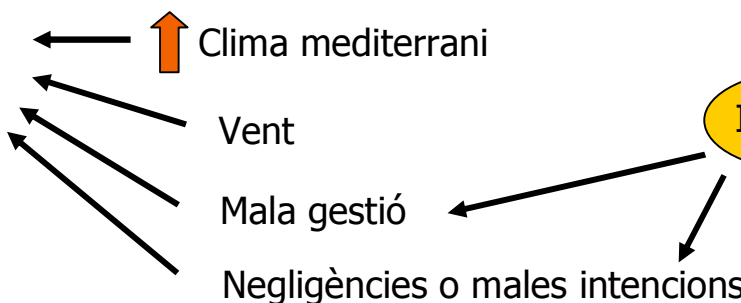 Clima mediterrani
Vent
Mala gestió
Negligències o males intencions